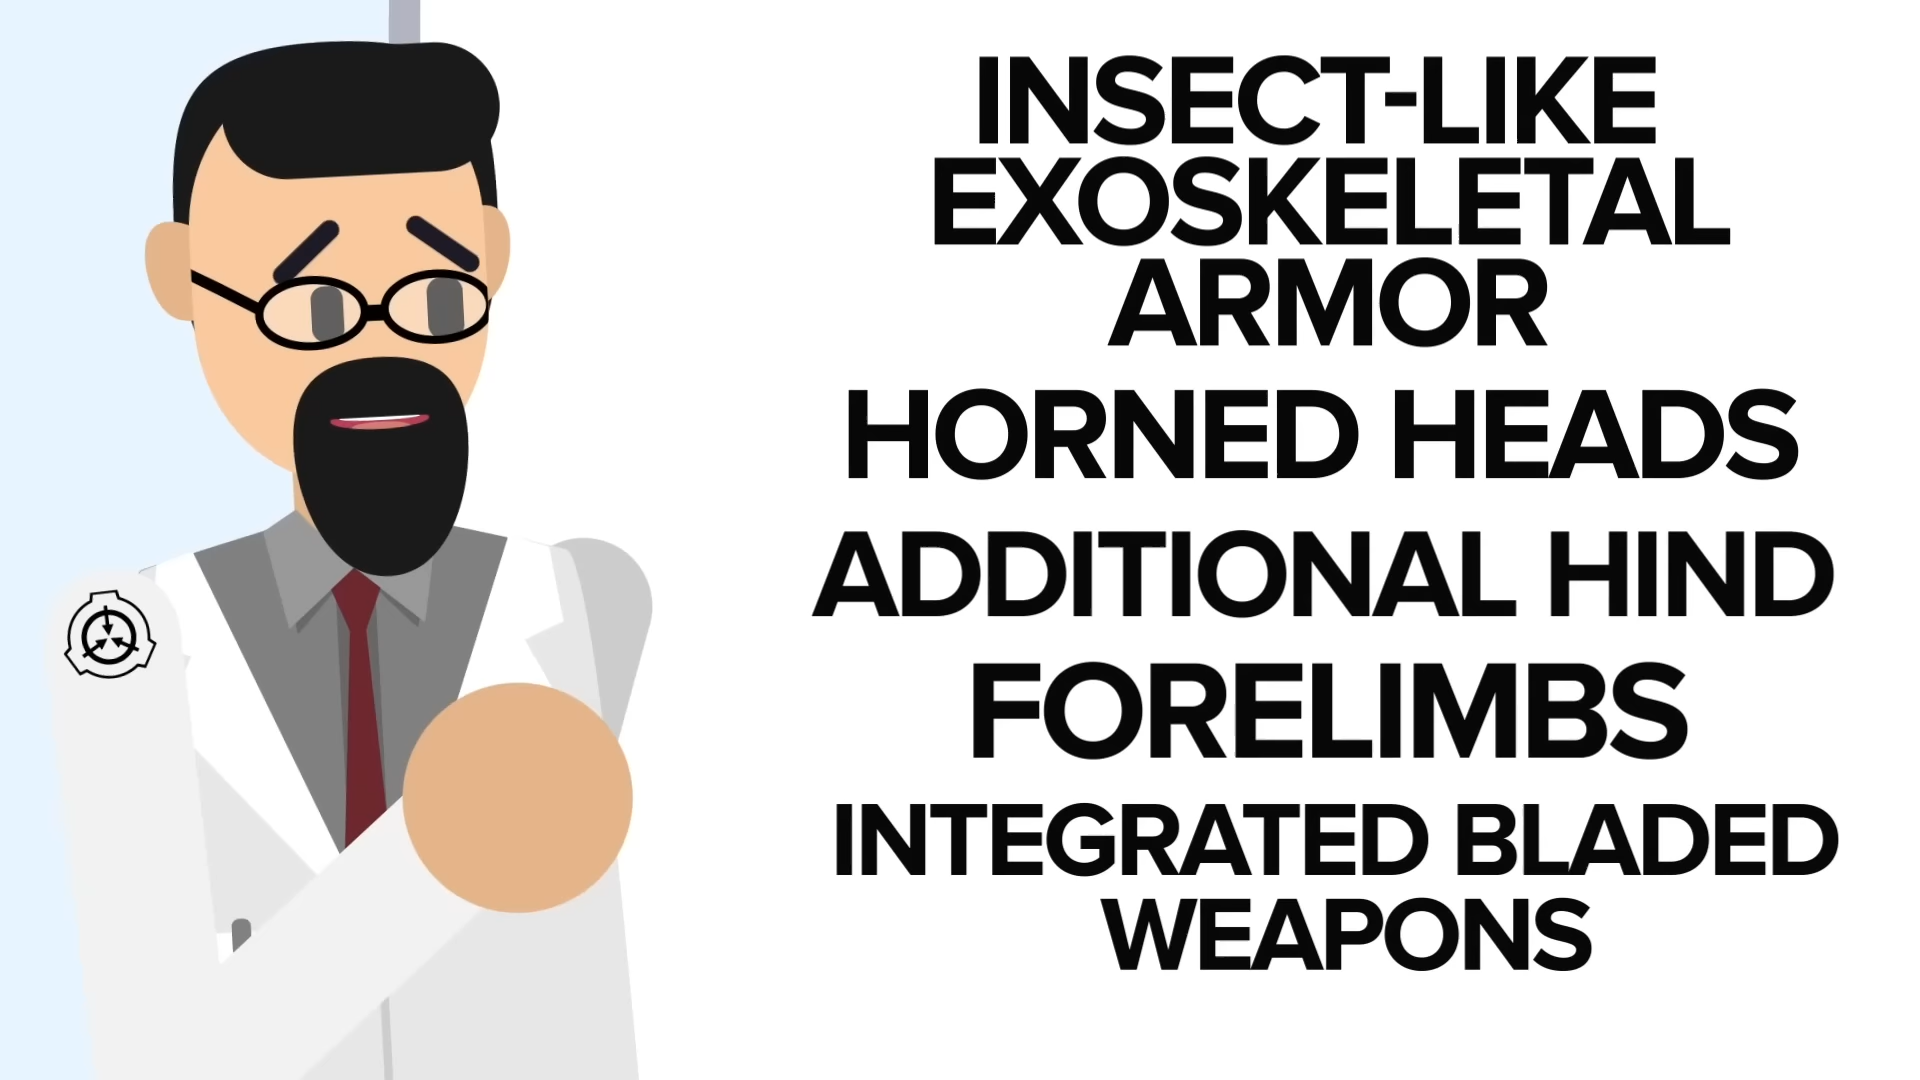 INSECT-LIKE
EXOSKELETAL
ARMOR
HORNED HEADS
ADDITIONAL HIND
FORELIMBS
INTEGRATED BLADED
WEAPONS